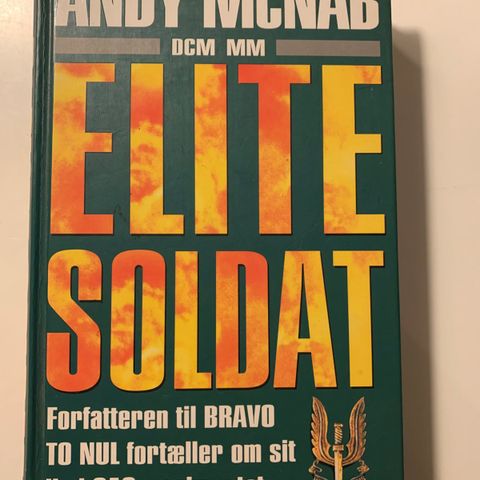 ANDY McNAB
DCM MM
ELITE
SOLDAT
Forfatteren til BRAVO
TO NUL fortæller om sit